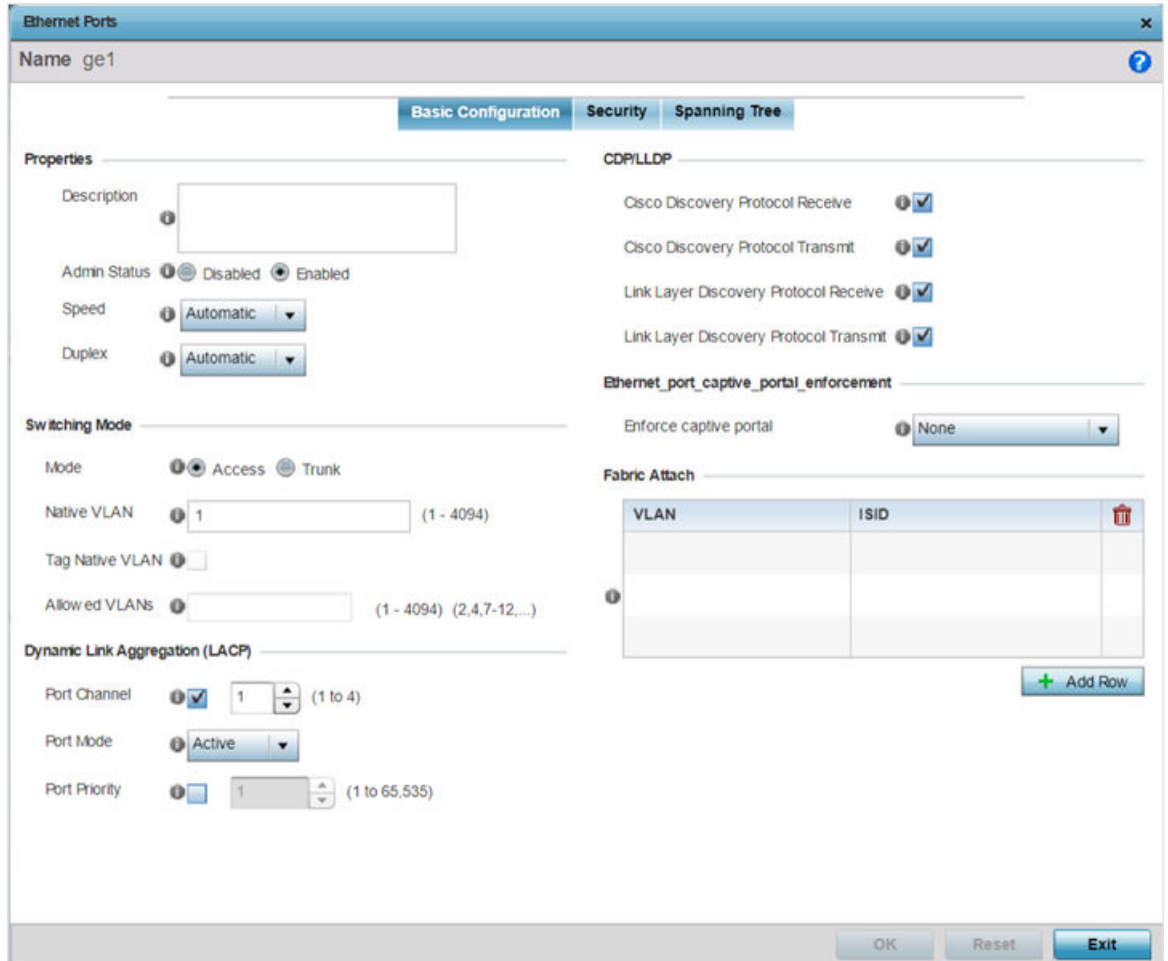 Ethernet Ports
Name ge1
Basic Configuration Security Spanning Tree
Properties
Description
Admin Status Disabled Enabled
Speed Automatic
Duplex Automatic
Switching Mode
Mode Access Trunk
Native VLAN 1 (1 - 4094)
Tag Native VLAN
Allowed VLANs (1 - 4094) (2,4,7-12,...)
Dynamic Link Aggregation (LACP)
Port Channel 1 (1 to 4)
Port Mode Active
Port Priority 1 (1 to 65,535)
CDP/LLDP
Cisco Discovery Protocol Receive
Cisco Discovery Protocol Transmit
Link Layer Discovery Protocol Receive
Link Layer Discovery Protocol Transmit
Ethernet_port_captive_portal_enforcement
Enforce captive portal None
Fabric Attach
VLAN ISID
+ Add Row
OK Reset Exit